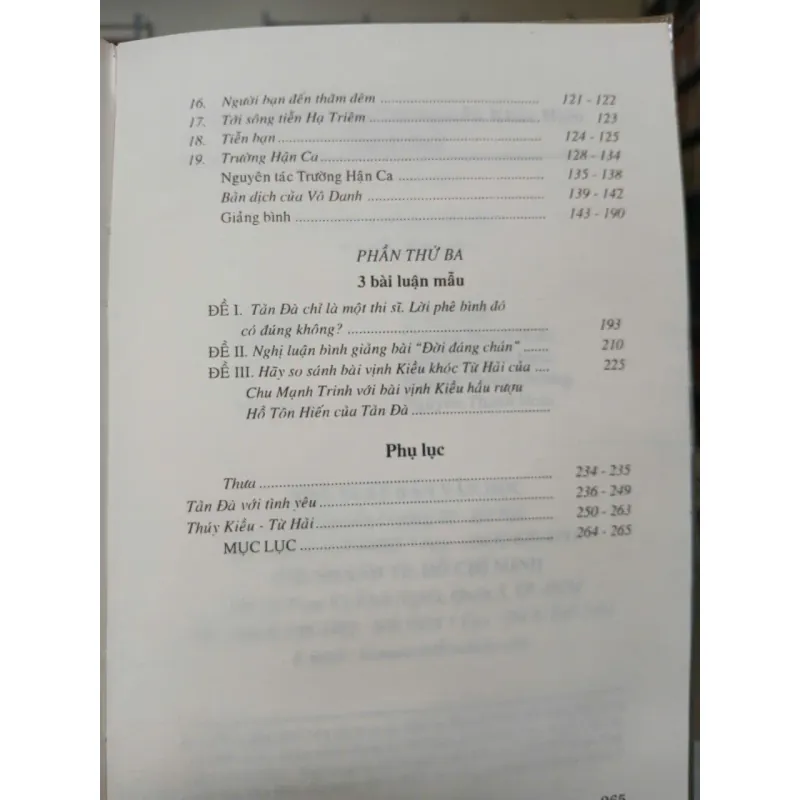 16. Người bạn đến thăm đêm ........ 121 - 122
17. Tới sông tiễn Hạ Triêm ........ 123
18. Tiễn bạn ........ 124 - 125
19. Trường Hận Ca ........ 128 - 134
Nguyên tác Trường Hận Ca ........ 135 - 138
Bản dịch của Vô Danh ........ 139 - 142
Giảng bình ........ 143 - 190
PHẦN THỨ BA
3 bài luận mẫu
ĐỀ I. Tản Đà chỉ là một thi sĩ. Lời phê bình đó
có đúng không? ........ 193
ĐỀ II. Nghị luận bình giảng bài "Đời đáng chán" ....... 210
ĐỀ III. Hãy so sánh bài vịnh Kiều khóc Từ Hải của .... 225
Chu Mạnh Trinh với bài vịnh Kiều hầu rượu
Hồ Tôn Hiến của Tản Đà ........
Phụ lục
Thưa ........ 234 - 235
Tản Đà với tình yêu ........ 236 - 249
Thúy Kiều - Từ Hải ........ 250 - 263
MỤC LỤC ........ 264 - 265
265